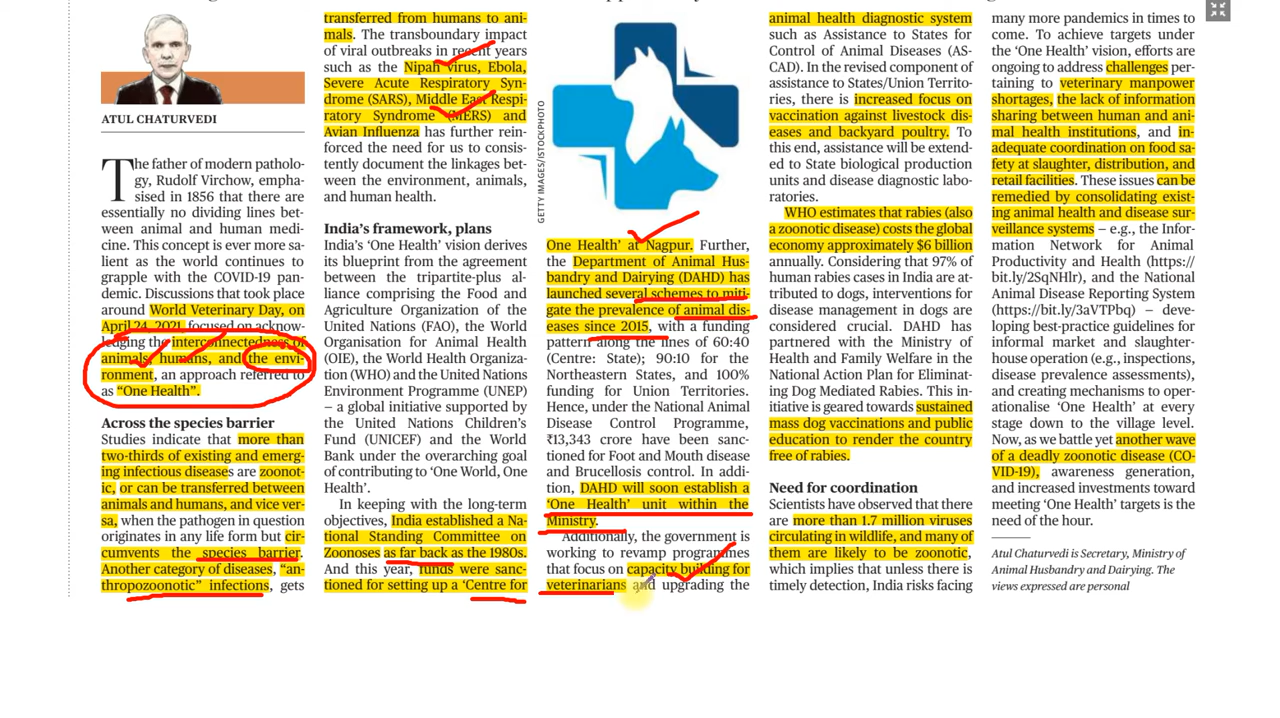 ATUL CHATURVEDI
The father of modern patholo-
gy, Rudolf Virchow, empha-
sised in 1856 that there are
essentially no dividing lines bet-
ween animal and human medi-
cine. This concept is ever more sa-
lient as the world continues to
grapple with the COVID-19 pan-
demic. Discussions that took place
around World Veterinary Day, on
April 24, 2021, focused on acknow-
ledging the interconnectedness of
animals, humans, and the envi-
ronment, an approach referred to
as “One Health”.
Across the species barrier
Studies indicate that more than
two-thirds of existing and emerg-
ing infectious diseases are zoonot-
ic, or can be transferred between
animals and humans, and vice ver-
sa, when the pathogen in question
originates in any life form but cir-
cumvents the species barrier.
Another category of diseases, “an-
thropozoonotic” infections, gets
transferred from humans to ani-
mals. The transboundary impact
of viral outbreaks in recent years
such as the Nipah virus, Ebola,
Severe Acute Respiratory Syn-
drome (SARS), Middle East Respi-
ratory Syndrome (MERS) and
Avian Influenza has further rein-
forced the need for us to consis-
tently document the linkages bet-
ween the environment, animals,
and human health.
India’s framework, plans
India’s ‘One Health’ vision derives
its blueprint from the agreement
between the tripartite-plus al-
liance comprising the Food and
Agriculture Organization of the
United Nations (FAO), the World
Organisation for Animal Health
(OIE), the World Health Organiza-
tion (WHO) and the United Nations
Environment Programme (UNEP)
– a global initiative supported by
the United Nations Children’s
Fund (UNICEF) and the World
Bank under the overarching goal
of contributing to ‘One World, One
Health’.
In keeping with the long-term
objectives, India established a Na-
tional Standing Committee on
Zoonoses as far back as the 1980s.
And this year, funds were sanc-
tioned for setting up a ‘Centre for
GETTY IMAGES/ISTOCKPHOTO
One Health’ at Nagpur. Further,
the Department of Animal Hus-
bandry and Dairying (DAHD) has
launched several schemes to miti-
gate the prevalence of animal dis-
eases since 2015, with a funding
pattern along the lines of 60:40
(Centre: State); 90:10 for the
Northeastern States, and 100%
funding for Union Territories.
Hence, under the National Animal
Disease Control Programme,
₹13,343 crore have been sanc-
tioned for Foot and Mouth disease
and Brucellosis control. In addi-
tion, DAHD will soon establish a
‘One Health’ unit within the
Ministry.
Additionally, the government is
working to revamp programmes
that focus on capacity building for
veterinarians and upgrading the
animal health diagnostic system
such as Assistance to States for
Control of Animal Diseases (AS-
CAD). In the revised component of
assistance to States/Union Territo-
ries, there is increased focus on
vaccination against livestock dis-
eases and backyard poultry. To
this end, assistance will be extend-
ed to State biological production
units and disease diagnostic labo-
ratories.
WHO estimates that rabies (also
a zoonotic disease) costs the global
economy approximately $6 billion
annually. Considering that 97% of
human rabies cases in India are at-
tributed to dogs, interventions for
disease management in dogs are
considered crucial. DAHD has
partnered with the Ministry of
Health and Family Welfare in the
National Action Plan for Eliminat-
ing Dog Mediated Rabies. This in-
itiative is geared towards sustained
mass dog vaccinations and public
education to render the country
free of rabies.
Need for coordination
Scientists have observed that there
are more than 1.7 million viruses
circulating in wildlife, and many of
them are likely to be zoonotic,
which implies that unless there is
timely detection, India risks facing
many more pandemics in times to
come. To achieve targets under
the ‘One Health’ vision, efforts are
ongoing to address challenges per-
taining to veterinary manpower
shortages, the lack of information
sharing between human and ani-
mal health institutions, and in-
adequate coordination on food sa-
fety at slaughter, distribution, and
retail facilities. These issues can be
remedied by consolidating exist-
ing animal health and disease sur-
veillance systems – e.g., the Infor-
mation Network for Animal
Productivity and Health (https://
bit.ly/2SqNHlr), and the National
Animal Disease Reporting System
(https://bit.ly/3aVTPbq) – deve-
loping best-practice guidelines for
informal market and slaughter-
house operation (e.g., inspections,
disease prevalence assessments),
and creating mechanisms to oper-
ationalise ‘One Health’ at every
stage down to the village level.
Now, as we battle yet another wave
of a deadly zoonotic disease (CO-
VID-19), awareness generation,
and increased investments toward
meeting ‘One Health’ targets is the
need of the hour.
Atul Chaturvedi is Secretary, Ministry of
Animal Husbandry and Dairying. The
views expressed are personal